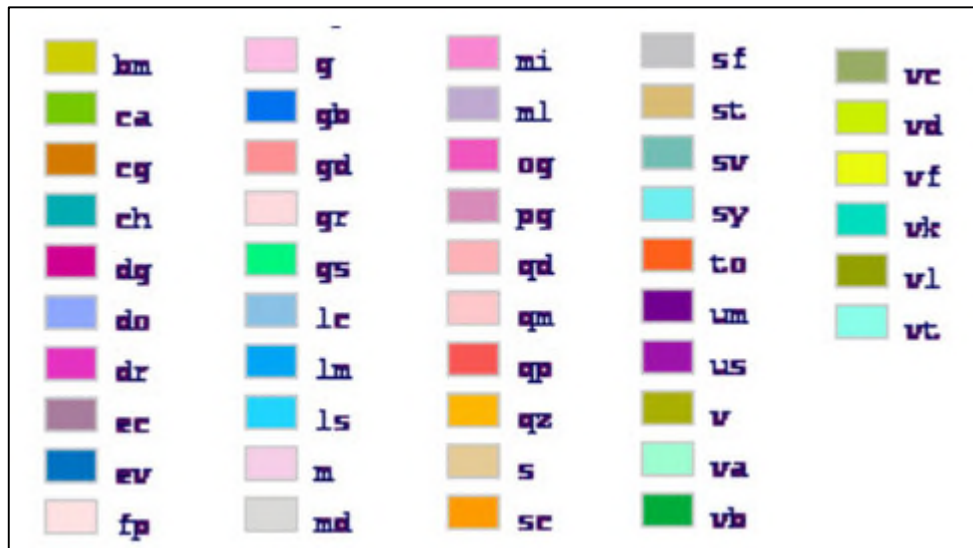 bm
ca
cg
ch
dg
do
dr
ec
ev
fp
g
gb
gd
gr
gs
lc
lm
ls
m
md
mi
ml
og
pg
qd
qm
qp
qz
s
sc
sf
st
sv
sy
to
um
us
v
va
vb
vc
vd
vf
vk
vl
vt